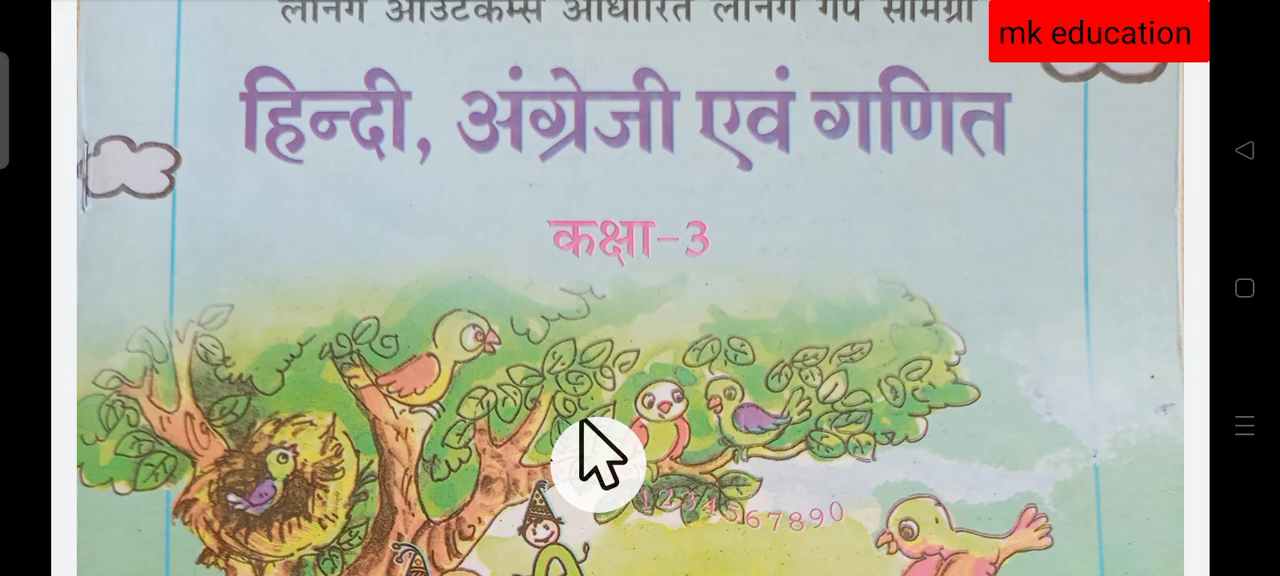 लर्निंग आउटकम्स आधारित लर्निंग गैप सामग्री
mk education
हिन्दी, अंग्रेजी एवं गणित
कक्षा-3
1234567890